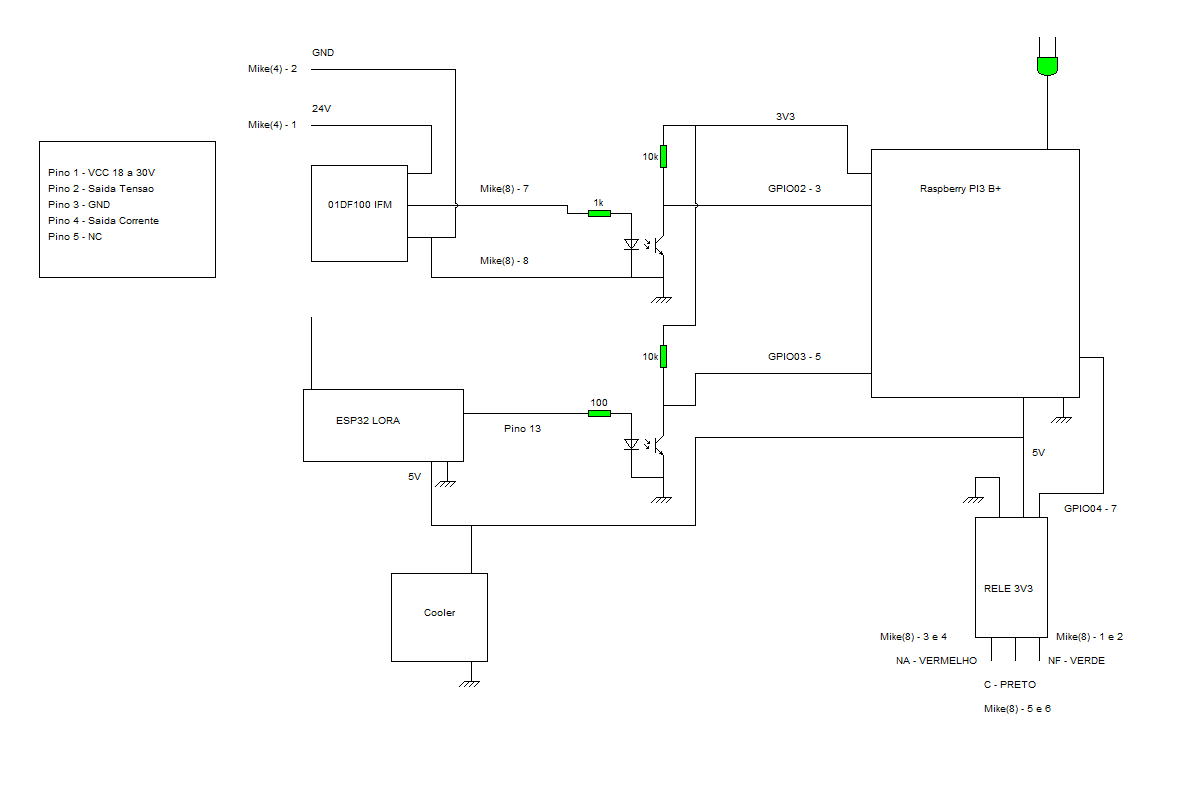 GND
Mike(4) - 2
24V
Mike(4) - 1
Pino 1 - VCC 18 a 30V
Pino 2 - Saida Tensao
Pino 3 - GND
Pino 4 - Saida Corrente
Pino 5 - NC
01DF100 IFM
Mike(8) - 7
1k
Mike(8) - 8
10k
3V3
GPIO02 - 3
Raspberry PI3 B+
10k
GPIO03 - 5
ESP32 LORA
100
Pino 13
5V
5V
GPIO04 - 7
Cooler
RELE 3V3
Mike(8) - 3 e 4
Mike(8) - 1 e 2
NA - VERMELHO
NF - VERDE
C - PRETO
Mike(8) - 5 e 6